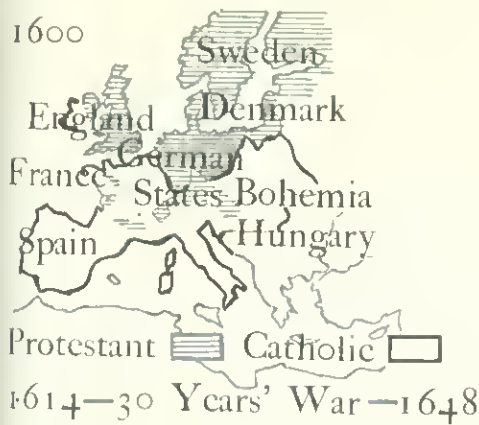 1600
Sweden
England Denmark
German
France States Bohemia
Spain Hungary
Protestant Catholic
1614—30 Years' War—1648